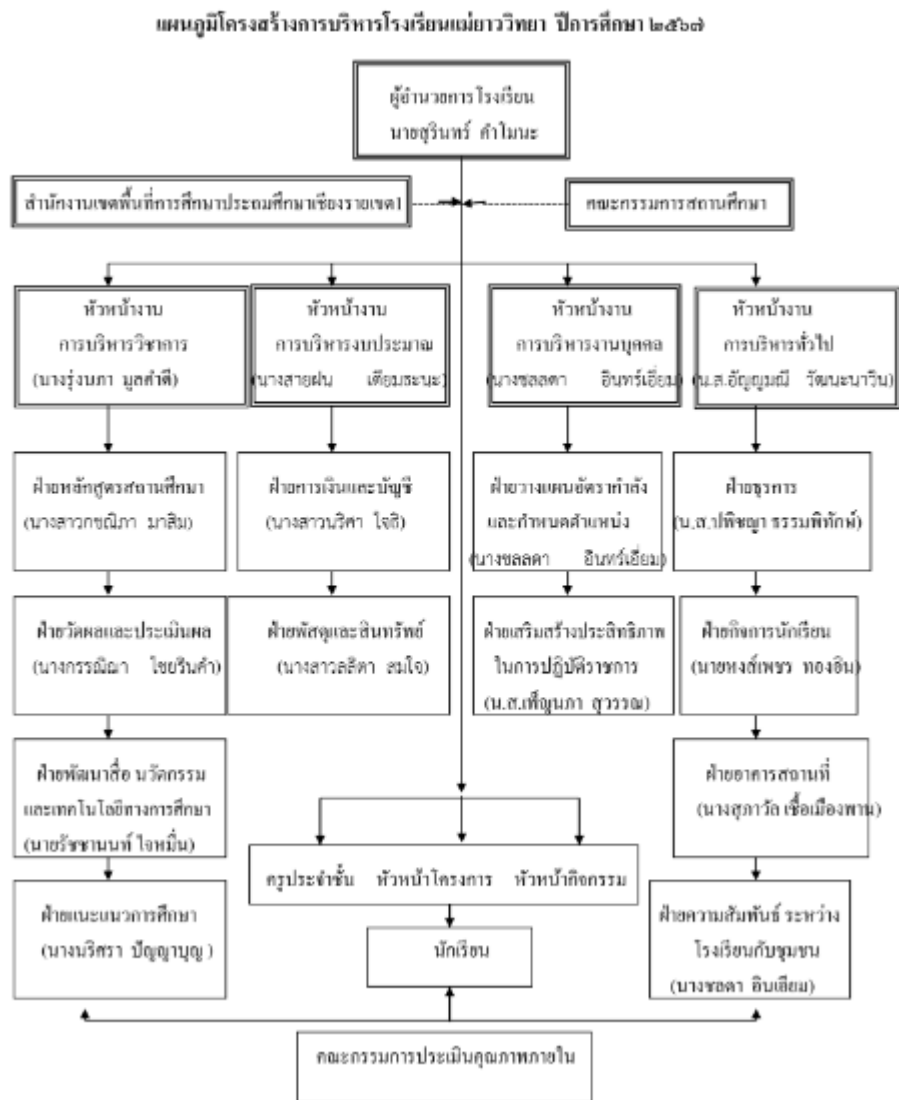 แผนภูมิโครงสร้างการบริหารโรงเรียนแม่ยาววิทยา ปีการศึกษา ๒๕๖๗
ผู้อำนวยการโรงเรียน
นายสุรินทร์ คำโมนะ
สำนักงานเขตพื้นที่การศึกษาประถมศึกษาเชียงรายเขต1
คณะกรรมการสถานศึกษา
หัวหน้างาน
การบริหารวิชาการ
(นางรุ่งนภา มูลคำดี)
หัวหน้างาน
การบริหารงบประมาณ
(นางสายฝน เตียมธะนะ)
หัวหน้างาน
การบริหารงานบุคคล
(นางชลลดา อินทร์เอี่ยม)
หัวหน้างาน
การบริหารทั่วไป
(น.ส.อัญญมณี วัฒนะนาวิน)
ฝ่ายหลักสูตรสถานศึกษา
(นางสาวกชณิภา มาสิม)
ฝ่ายการเงินและบัญชี
(นางสาวนริศา ใจธิ)
ฝ่ายวางแผนอัตรากำลัง
และกำหนดตำแหน่ง
(นางชลลดา อินทร์เอี่ยม)
ฝ่ายธุรการ
(น.ส.ปพิชญา ธรรมพิทักษ์)
ฝ่ายวัดผลและประเมินผล
(นางกรรณิฌา ไชยรินคำ)
ฝ่ายพัสดุและสินทรัพย์
(นางสาวลลิตา สมใจ)
ฝ่ายเสริมสร้างประสิทธิภาพ
ในการปฏิบัติราชการ
(น.ส.เพ็ญนภา สุวรรณ)
ฝ่ายกิจการนักเรียน
(นายหงส์เพชร ทองอิน)
ฝ่ายพัฒนาสื่อ นวัตกรรม
และเทคโนโลยีทางการศึกษา
(นายรัชชานนท์ ใจหมื่น)
ฝ่ายอาคารสถานที่
(นางสุภาวัล เชื้อเมืองพาน)
ครูประจำชั้น หัวหน้าโครงการ หัวหน้ากิจกรรม
ฝ่ายแนะแนวการศึกษา
(นางนริศรา ปัญญาบุญ )
นักเรียน
ฝ่ายความสัมพันธ์ ระหว่าง
โรงเรียนกับชุมชน
(นางชลดา อินเอียม)
คณะกรรมการประเมินคุณภาพภายใน